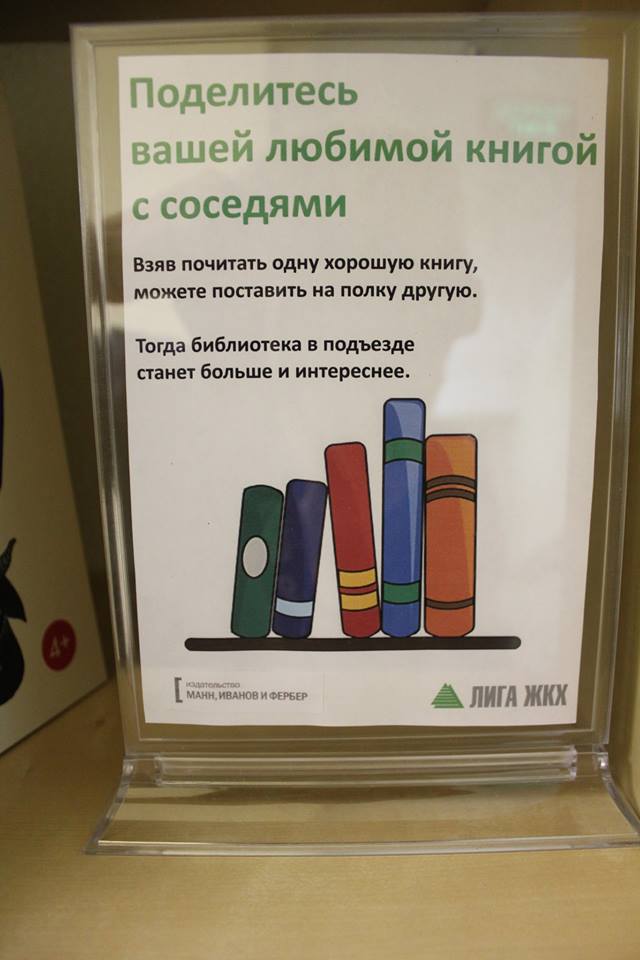 Поделитесь
вашей любимой книгой
с соседями
Взяв почитать одну хорошую книгу,
можете поставить на полку другую.
Тогда библиотека в подъезде
станет больше и интереснее.
издательство
МАНН, ИВАНОВ И ФЕРБЕР
ЛИГА ЖКХ
4+